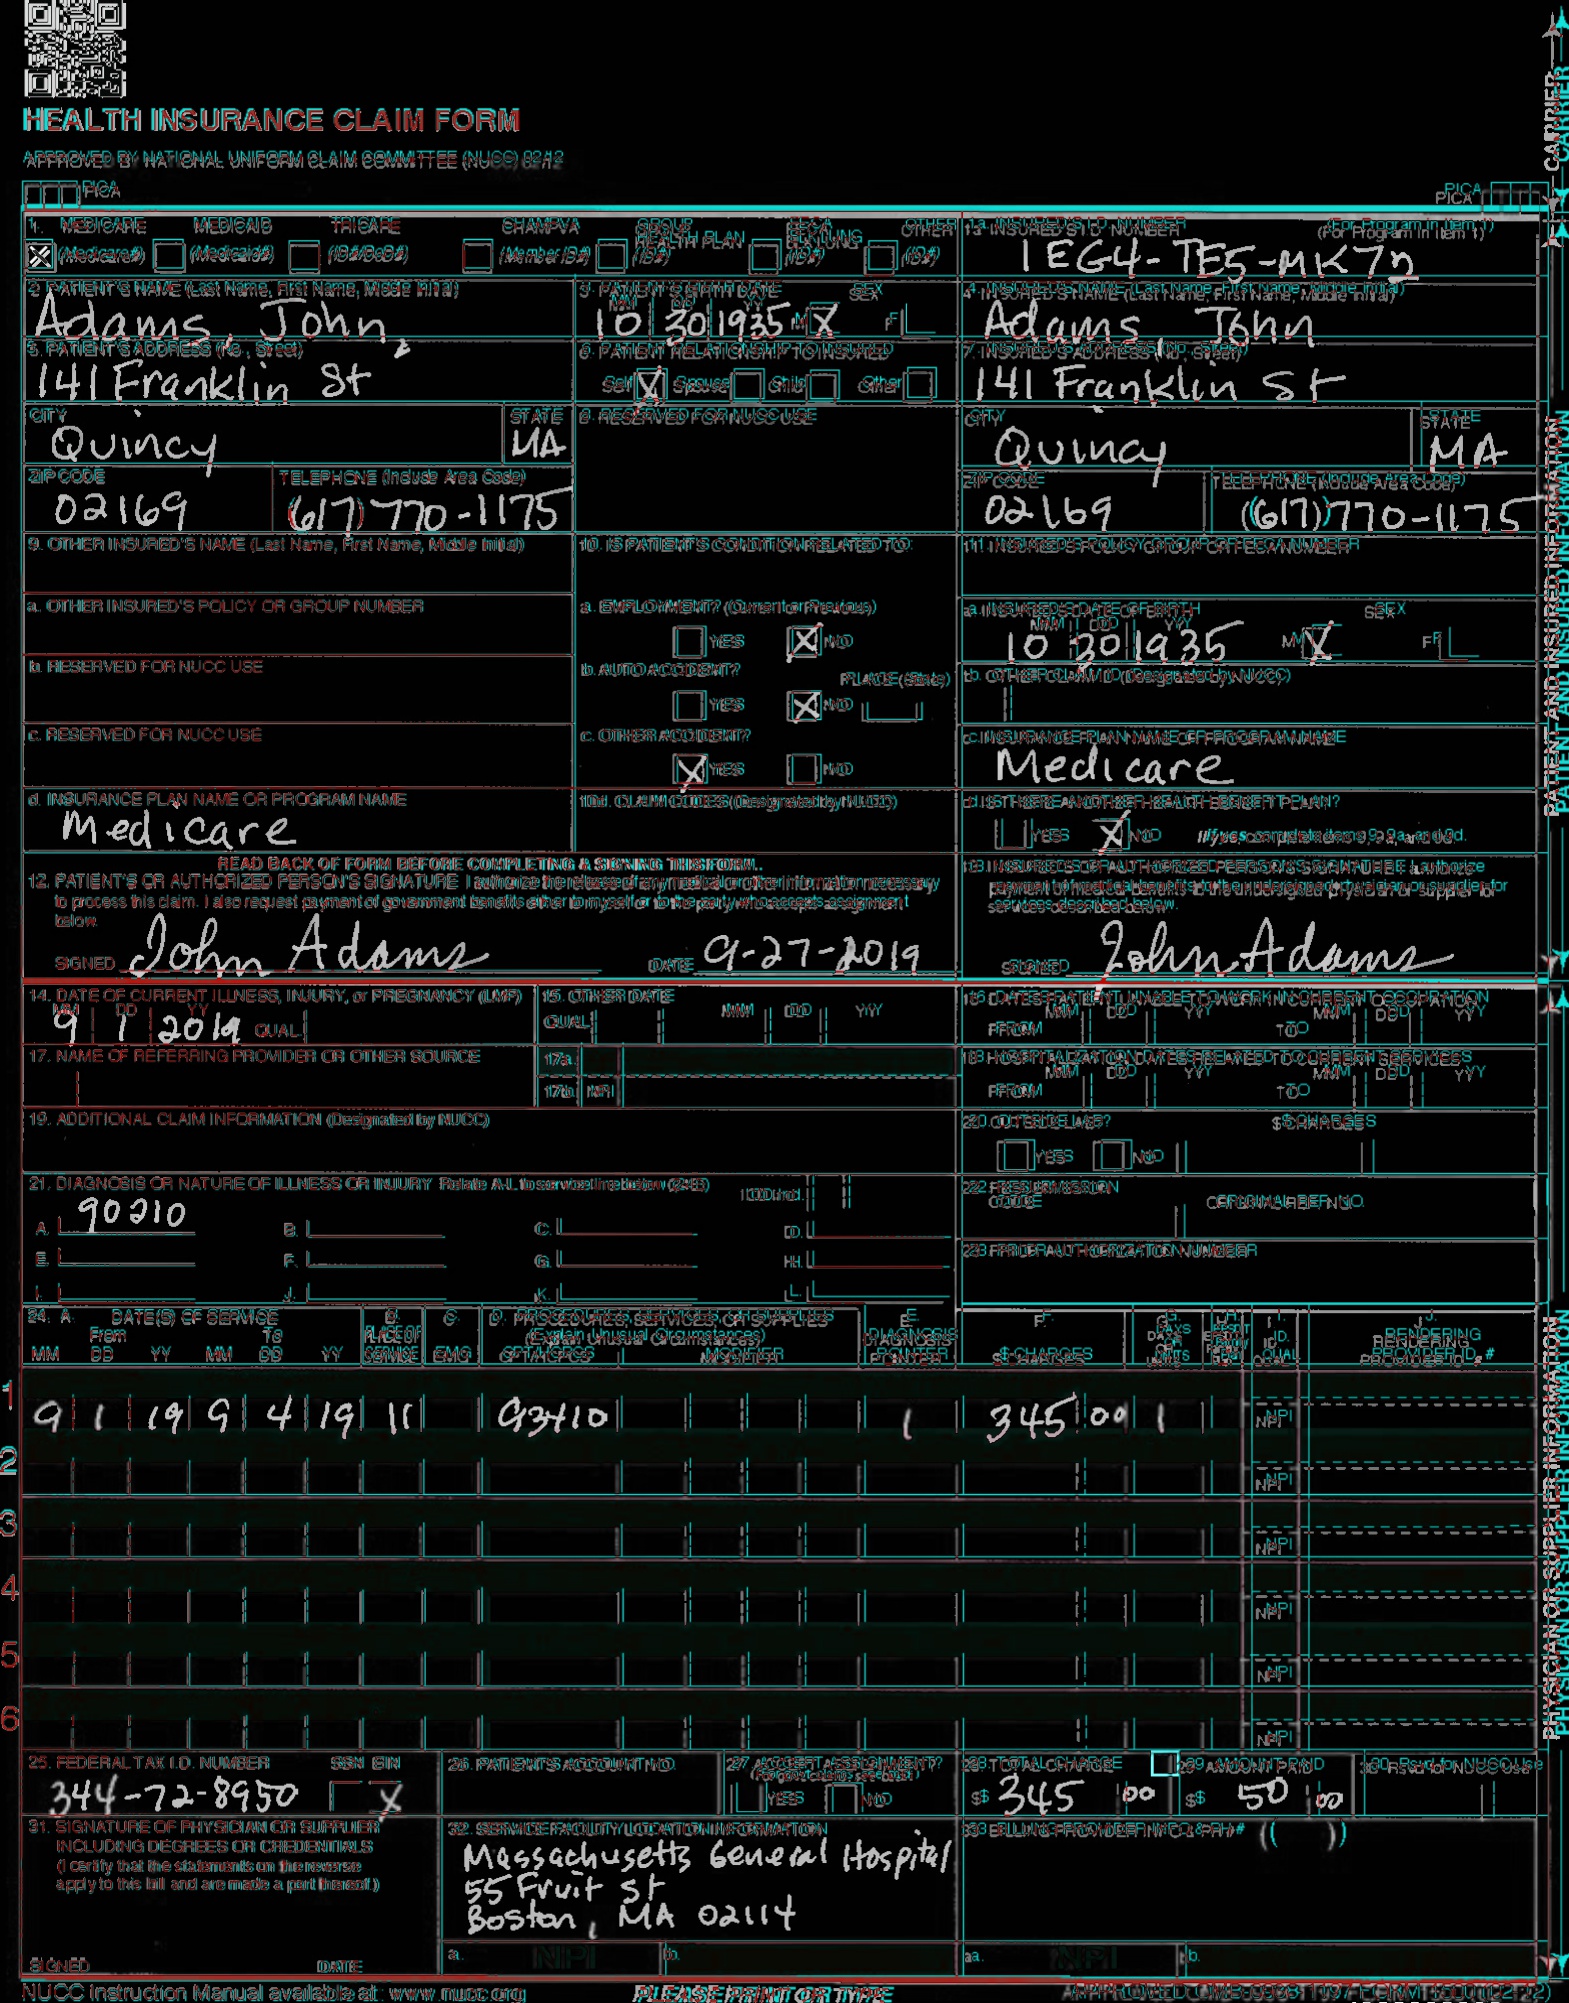 HEALTH INSURANCE CLAIM FORM
APPROVED BY NATIONAL UNIFORM CLAIM COMMITTEE (NUCC) 02/12
PICA
PICA
CARRIER
1. MEDICARE MEDICAID TRICARE CHAMPVA GROUP HEALTH PLAN FECA BLK LUNG OTHER
(Medicare#) (Medicaid#) (ID#/DoD#) (Member ID#) (ID#) (ID#) (ID#)
1a. INSURED'S I.D. NUMBER (For Program in Item 1)
1EG4-TE5-MK72
2. PATIENT'S NAME (Last Name, First Name, Middle Initial)
Adams, John,
3. PATIENT'S BIRTH DATE SEX
MM DD YY
10 30 1935 M X F
4. INSURED'S NAME (Last Name, First Name, Middle Initial)
Adams, John
5. PATIENT'S ADDRESS (No., Street)
141 Franklin St
6. PATIENT RELATIONSHIP TO INSURED
Self X Spouse Child Other
7. INSURED'S ADDRESS (No., Street)
141 Franklin St
CITY STATE
Quincy MA
8. RESERVED FOR NUCC USE
CITY STATE
Quincy MA
ZIP CODE TELEPHONE (Include Area Code)
02169 (617) 770-1175
ZIP CODE TELEPHONE (Include Area Code)
02169 (617) 770-1175
9. OTHER INSURED'S NAME (Last Name, First Name, Middle Initial)
10. IS PATIENT'S CONDITION RELATED TO:
11. INSURED'S POLICY GROUP OR FECA NUMBER
a. OTHER INSURED'S POLICY OR GROUP NUMBER
a. EMPLOYMENT? (Current or Previous)
YES X NO
a. INSURED'S DATE OF BIRTH SEX
MM DD YY
10 30 1935 M X F
b. RESERVED FOR NUCC USE
b. AUTO ACCIDENT? PLACE (State)
YES X NO
b. OTHER CLAIM ID (Designated by NUCC)
c. RESERVED FOR NUCC USE
c. OTHER ACCIDENT?
X YES NO
c. INSURANCE PLAN NAME OR PROGRAM NAME
Medicare
d. INSURANCE PLAN NAME OR PROGRAM NAME
Medicare
10d. CLAIM CODES (Designated by NUCC)
d. IS THERE ANOTHER HEALTH BENEFIT PLAN?
YES X NO If yes, complete items 9, 9a, and 9d.
READ BACK OF FORM BEFORE COMPLETING & SIGNING THIS FORM.
12. PATIENT'S OR AUTHORIZED PERSON'S SIGNATURE I authorize the release of any medical or other information necessary
to process this claim. I also request payment of government benefits either to myself or to the party who accepts assignment
below.
SIGNED John Adams DATE 9-27-2019
13. INSURED'S OR AUTHORIZED PERSON'S SIGNATURE I authorize
payment of medical benefits to the undersigned physician or supplier for
services described below.
SIGNED John Adams
PATIENT AND INSURED INFORMATION
14. DATE OF CURRENT ILLNESS, INJURY, or PREGNANCY (LMP)
MM DD YY
9 1 2019 QUAL.
15. OTHER DATE
QUAL. MM DD YY
16. DATES PATIENT UNABLE TO WORK IN CURRENT OCCUPATION
MM DD YY MM DD YY
FROM TO
17. NAME OF REFERRING PROVIDER OR OTHER SOURCE
17a.
17b. NPI
18. HOSPITALIZATION DATES RELATED TO CURRENT SERVICES
MM DD YY MM DD YY
FROM TO
19. ADDITIONAL CLAIM INFORMATION (Designated by NUCC)
20. OUTSIDE LAB? $ CHARGES
YES NO
21. DIAGNOSIS OR NATURE OF ILLNESS OR INJURY Relate A-L to service line below (24E) ICD Ind.
A. 90210 B. C. D.
E. F. G. H.
I. J. K. L.
22. RESUBMISSION CODE ORIGINAL REF. NO.
23. PRIOR AUTHORIZATION NUMBER
24. A. DATE(S) OF SERVICE B. C. D. PROCEDURES, SERVICES, OR SUPPLIES E. F. G. H. I. J.
From To PLACE OF (Explain Unusual Circumstances) DIAGNOSIS DAYS OR ID. RENDERING
MM DD YY MM DD YY SERVICE EMG CPT/HCPCS MODIFIER POINTER $ CHARGES UNITS QUAL. PROVIDER ID. #
1
9 1 19 9 4 19 11 93410 1 345 00 1 NPI
2 NPI
3 NPI
4 NPI
5 NPI
6 NPI
25. FEDERAL TAX I.D. NUMBER SSN EIN
344-72-8950 X
26. PATIENT'S ACCOUNT NO.
27. ACCEPT ASSIGNMENT?
(For govt. claims, see back)
YES NO
28. TOTAL CHARGE
$ 345 00
29. AMOUNT PAID
$ 50 00
30. Rsvd for NUCC Use
31. SIGNATURE OF PHYSICIAN OR SUPPLIER
INCLUDING DEGREES OR CREDENTIALS
(I certify that the statements on the reverse
apply to this bill and are made a part thereof.)
SIGNED DATE
32. SERVICE FACILITY LOCATION INFORMATION
Massachusetts General Hospital
55 Fruit St
Boston, MA 02114
a. NPI b.
33. BILLING PROVIDER INFO & PH # ( )
a. NPI b.
PHYSICIAN OR SUPPLIER INFORMATION
NUCC Instruction Manual available at: www.nucc.org
PLEASE PRINT OR TYPE